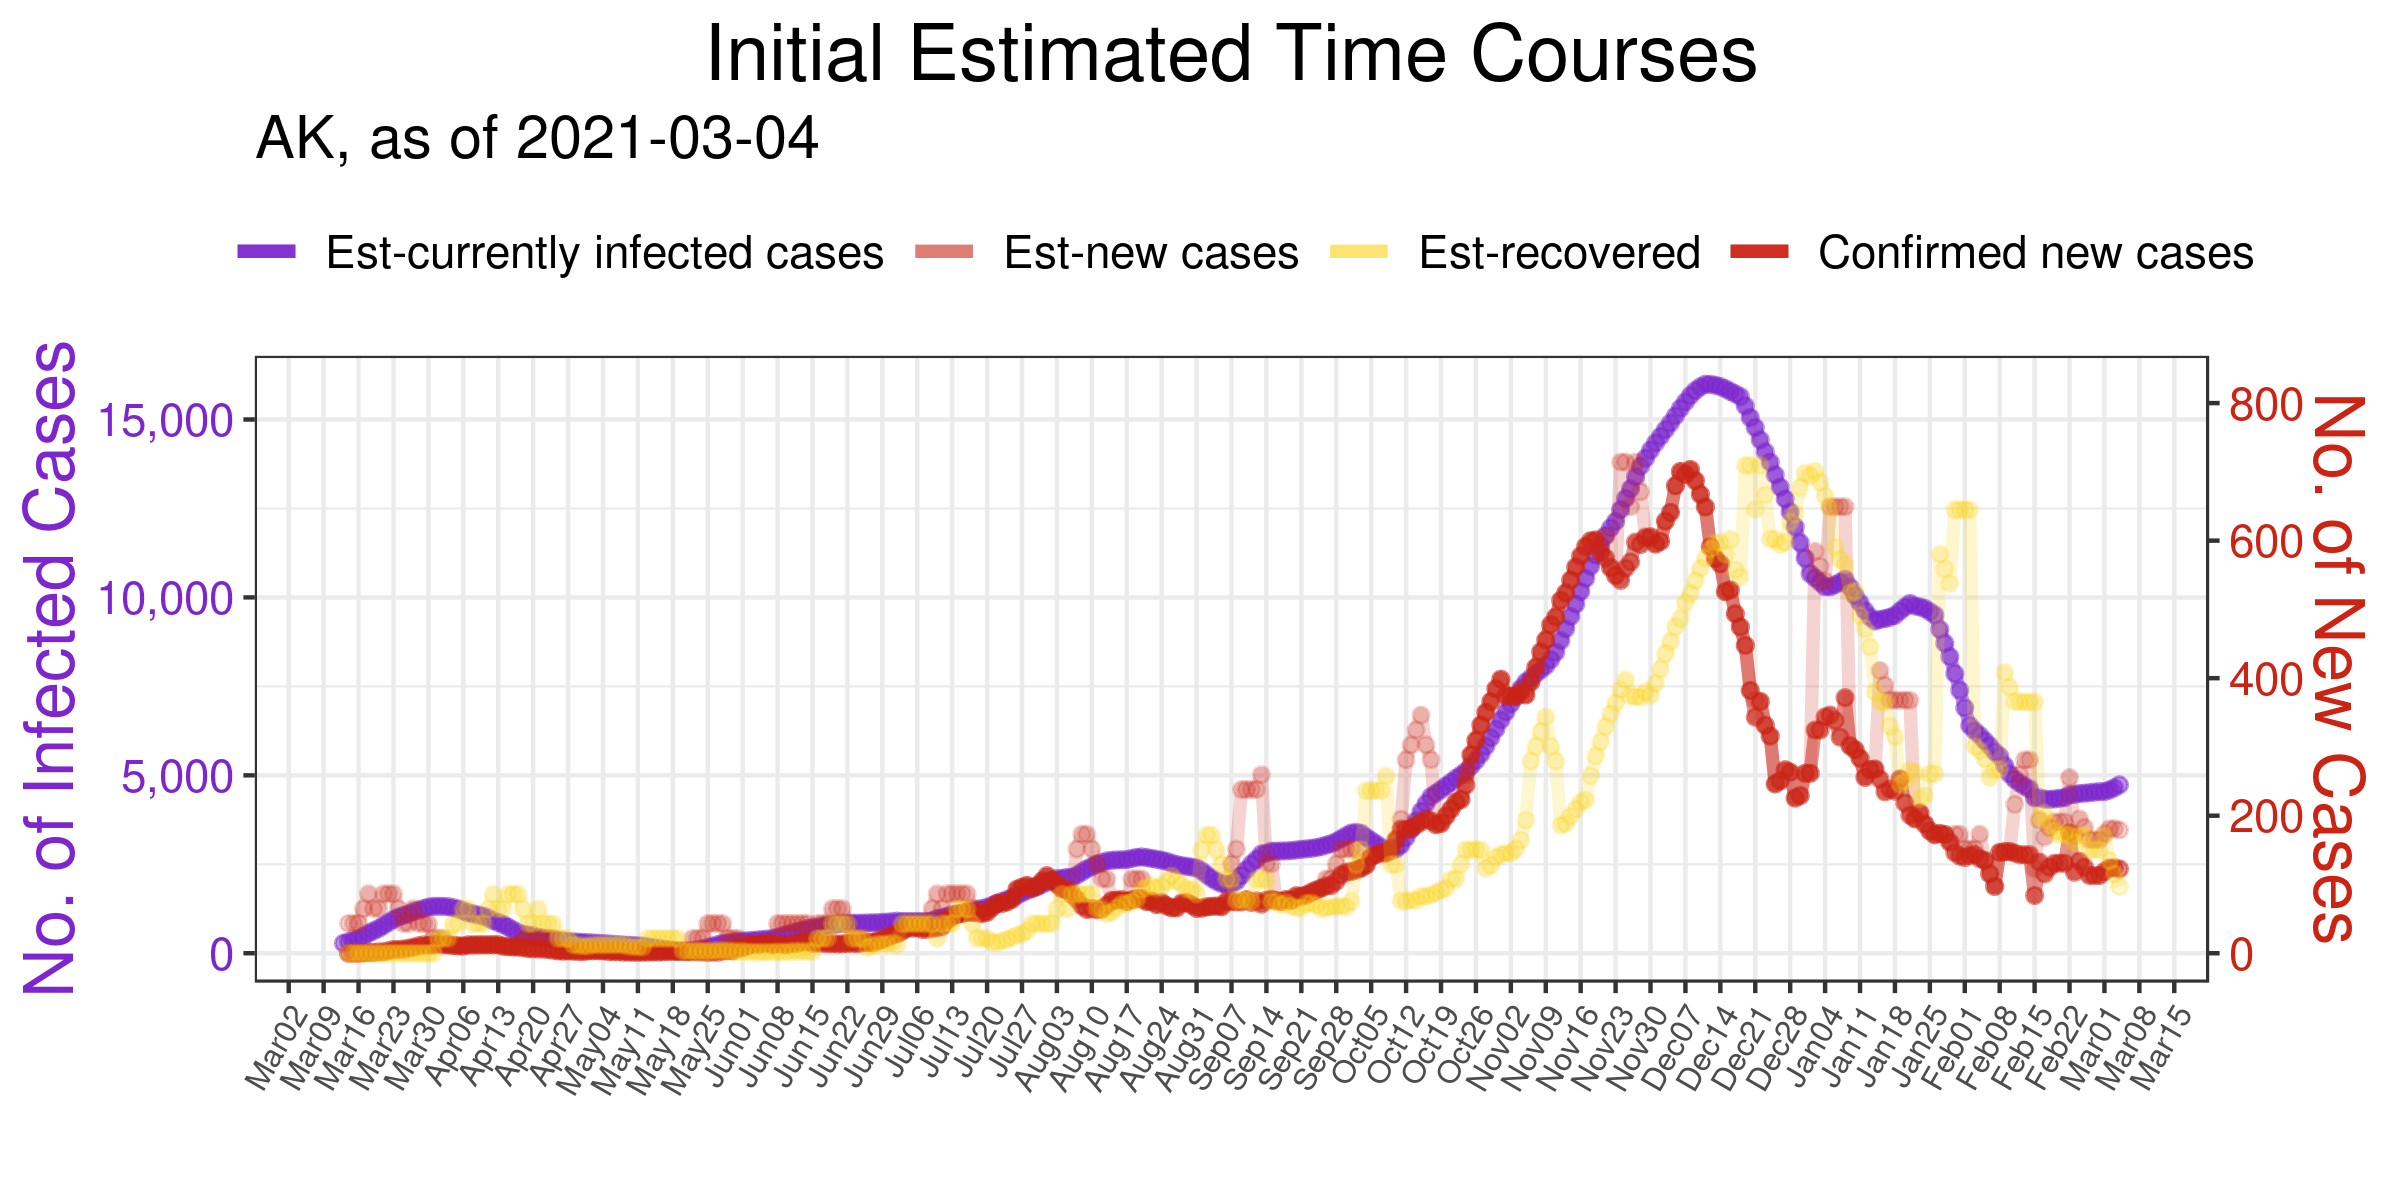 Initial Estimated Time Courses
AK, as of 2021-03-04
Est-currently infected cases Est-new cases Est-recovered Confirmed new cases
No. of Infected Cases
15,000
10,000
5,000
0
800
600
400
200
0
No. of New Cases
Mar02 Mar09 Mar16 Mar23 Mar30 Apr06 Apr13 Apr20 Apr27 May04 May11 May18 May25 Jun01 Jun08 Jun15 Jun22 Jun29 Jul06 Jul13 Jul20 Jul27 Aug03 Aug10 Aug17 Aug24 Aug31 Sep07 Sep14 Sep21 Sep28 Oct05 Oct12 Oct19 Oct26 Nov02 Nov09 Nov16 Nov23 Nov30 Dec07 Dec14 Dec21 Dec28 Jan04 Jan11 Jan18 Jan25 Feb01 Feb08 Feb15 Feb22 Mar01 Mar08 Mar15